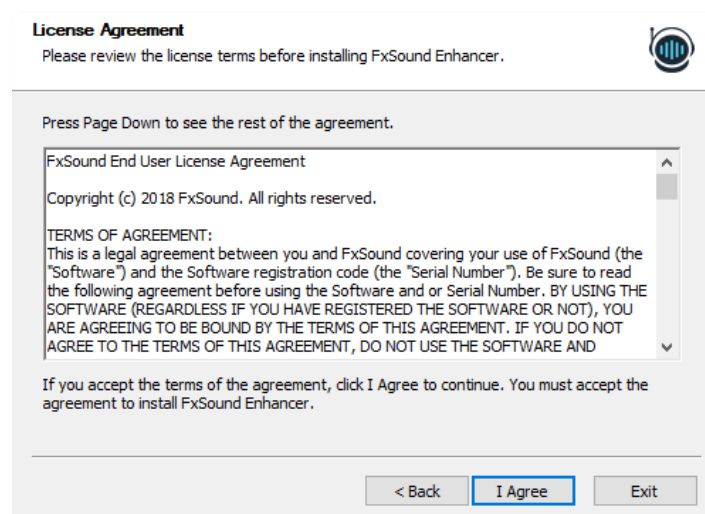 License Agreement
Please review the license terms before installing FxSound Enhancer.
Press Page Down to see the rest of the agreement.
FxSound End User License Agreement
Copyright (c) 2018 FxSound. All rights reserved.
TERMS OF AGREEMENT:
This is a legal agreement between you and FxSound covering your use of FxSound (the
"Software") and the Software registration code (the "Serial Number"). Be sure to read
the following agreement before using the Software and or Serial Number. BY USING THE
SOFTWARE (REGARDLESS IF YOU HAVE REGISTERED THE SOFTWARE OR NOT), YOU
ARE AGREEING TO BE BOUND BY THE TERMS OF THIS AGREEMENT. IF YOU DO NOT
AGREE TO THE TERMS OF THIS AGREEMENT, DO NOT USE THE SOFTWARE AND
If you accept the terms of the agreement, click I Agree to continue. You must accept the
agreement to install FxSound Enhancer.
< Back
I Agree
Exit